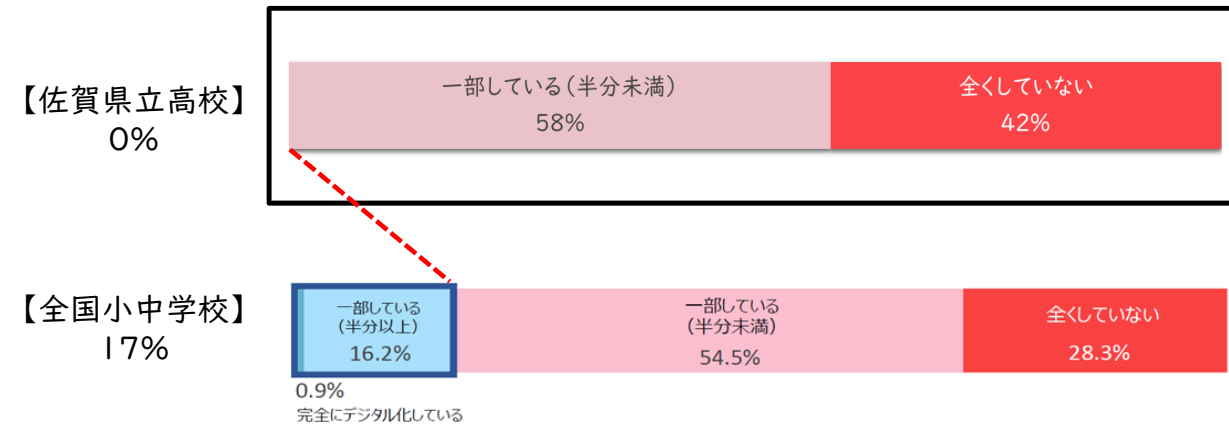 【佐賀県立高校】
0%
一部している(半分未満)
58%
全くしていない
42%
【全国小中学校】
17%
一部している
(半分以上)
16.2%
一部している
(半分未満)
54.5%
全くしていない
28.3%
0.9%
完全にデジタル化している